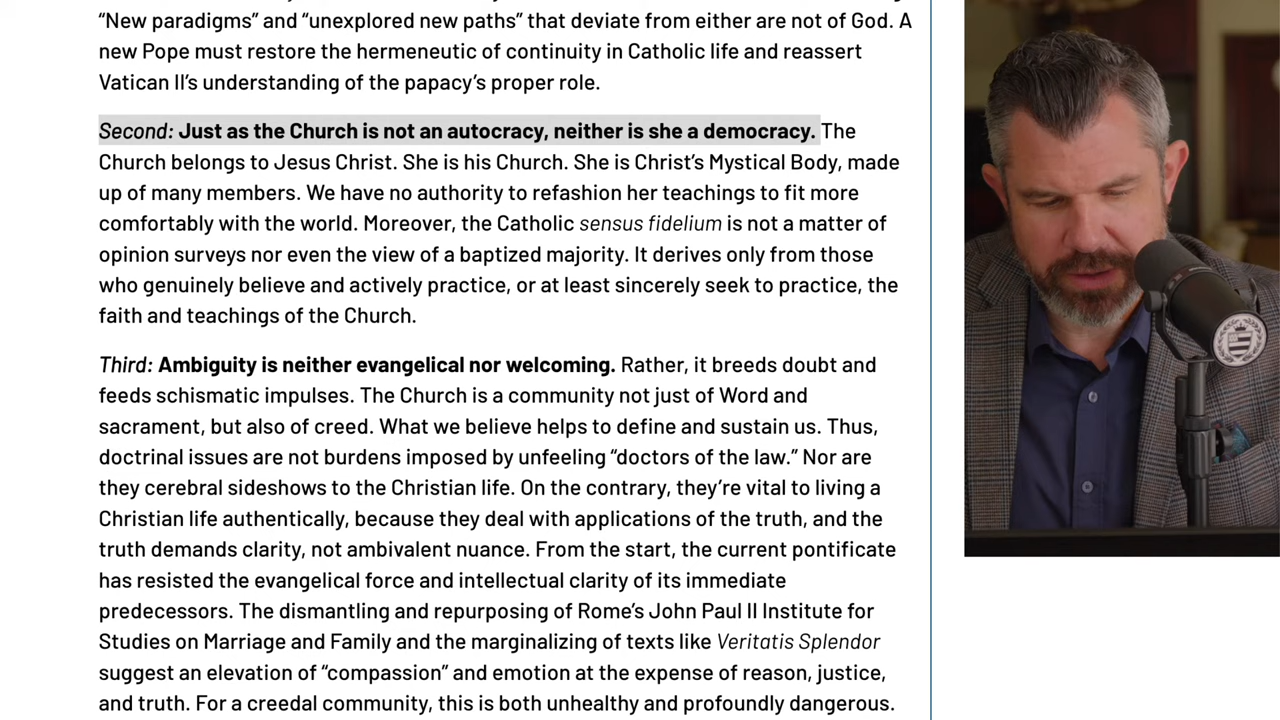 “New paradigms” and “unexplored new paths” that deviate from either are not of God. A
new Pope must restore the hermeneutic of continuity in Catholic life and reassert
Vatican II’s understanding of the papacy’s proper role.
Second: Just as the Church is not an autocracy, neither is she a democracy. The
Church belongs to Jesus Christ. She is his Church. She is Christ’s Mystical Body, made
up of many members. We have no authority to refashion her teachings to fit more
comfortably with the world. Moreover, the Catholic sensus fidelium is not a matter of
opinion surveys nor even the view of a baptized majority. It derives only from those
who genuinely believe and actively practice, or at least sincerely seek to practice, the
faith and teachings of the Church.
Third: Ambiguity is neither evangelical nor welcoming. Rather, it breeds doubt and
feeds schismatic impulses. The Church is a community not just of Word and
sacrament, but also of creed. What we believe helps to define and sustain us. Thus,
doctrinal issues are not burdens imposed by unfeeling “doctors of the law.” Nor are
they cerebral sideshows to the Christian life. On the contrary, they’re vital to living a
Christian life authentically, because they deal with applications of the truth, and the
truth demands clarity, not ambivalent nuance. From the start, the current pontificate
has resisted the evangelical force and intellectual clarity of its immediate
predecessors. The dismantling and repurposing of Rome’s John Paul II Institute for
Studies on Marriage and Family and the marginalizing of texts like Veritatis Splendor
suggest an elevation of “compassion” and emotion at the expense of reason, justice,
and truth. For a creedal community, this is both unhealthy and profoundly dangerous.